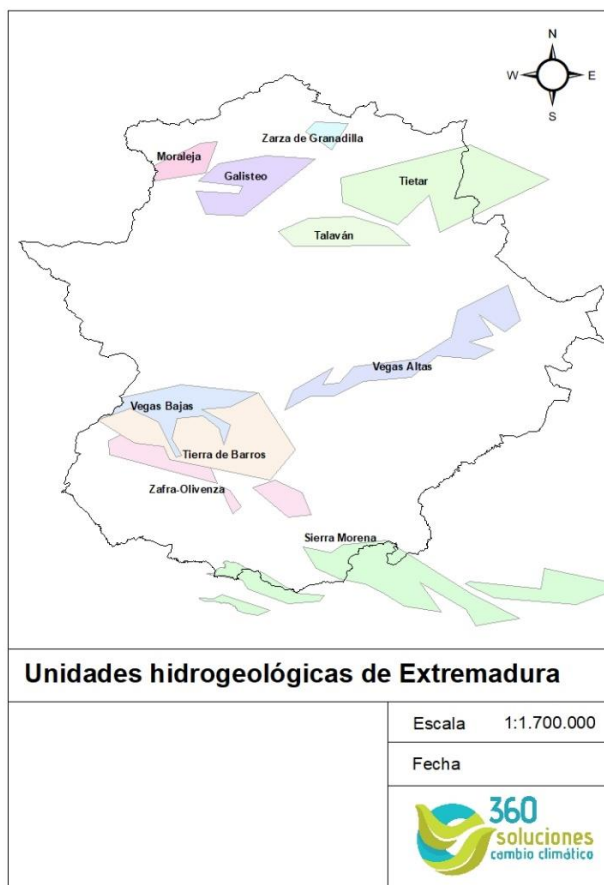 N
W
E
S
Zarza de Granadilla
Moraleja
Galisteo
Tietar
Talaván
Vegas Altas
Vegas Bajas
Tierra de Barros
Zafra-Olivenza
Sierra Morena
Unidades hidrogeológicas de Extremadura
Escala 1:1.700.000
Fecha
360
soluciones
cambio climático